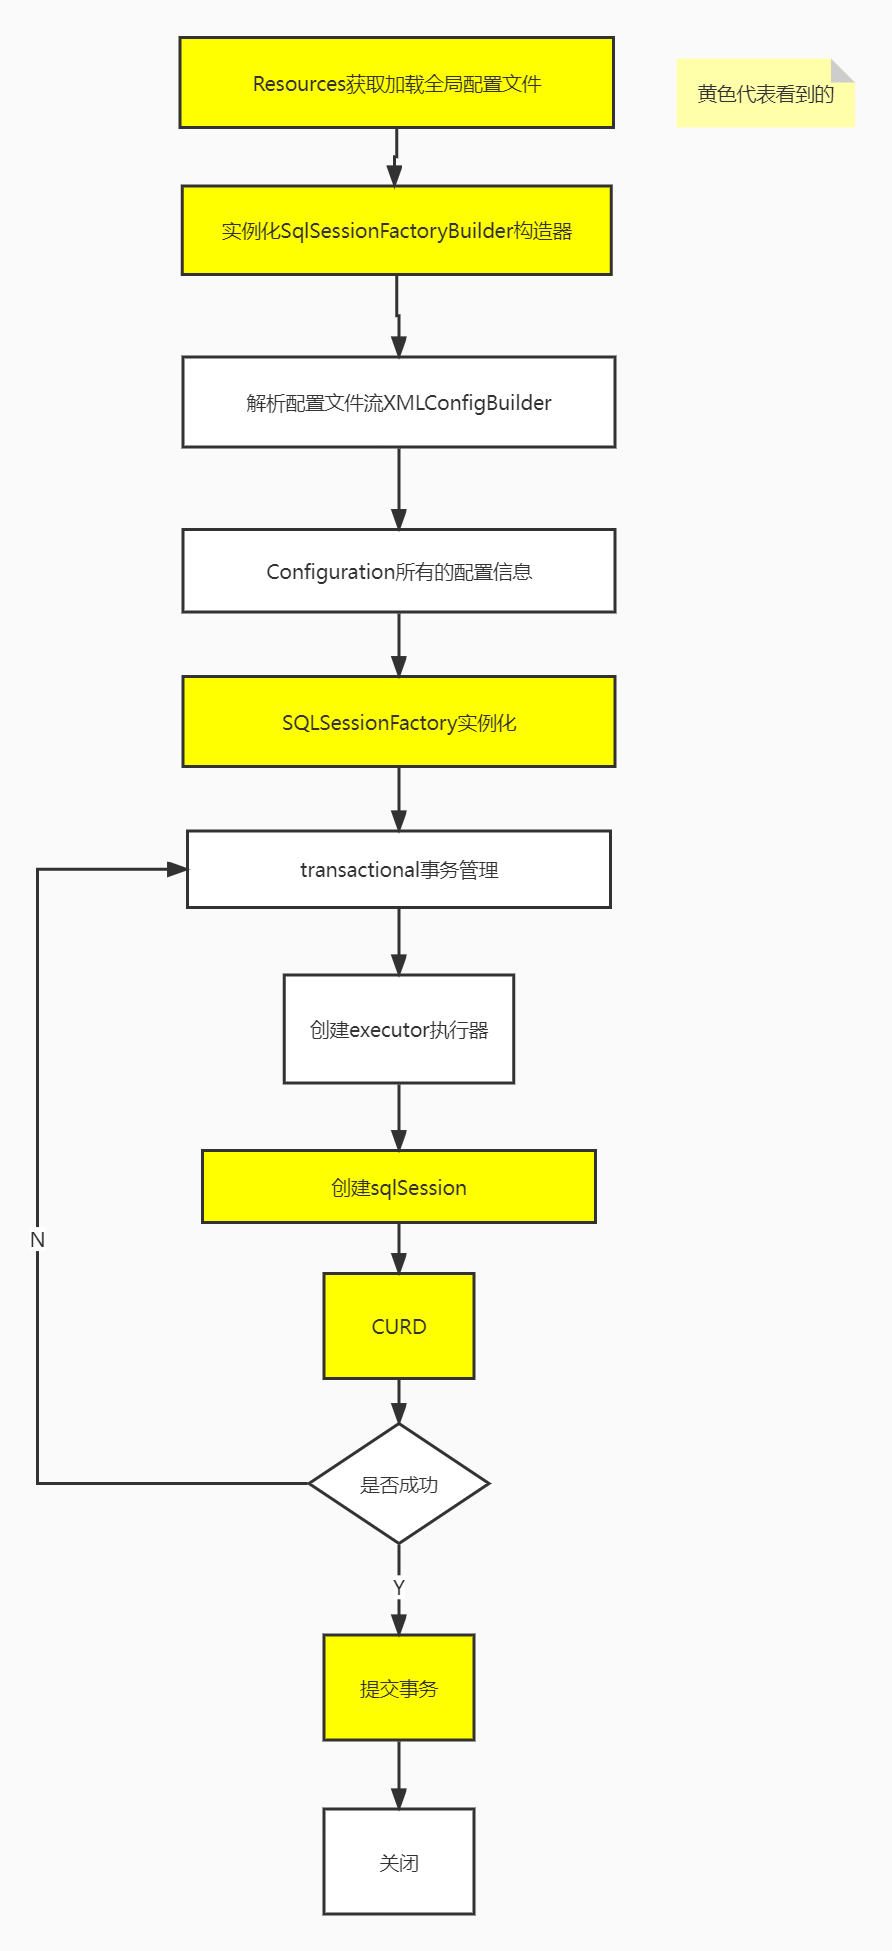 Resources获取加载全局配置文件
黄色代表看到的
实例化SqlSessionFactoryBuilder构造器
解析配置文件流XMLConfigBuilder
Configuration所有的配置信息
SQLSessionFactory实例化
transactional事务管理
创建executor执行器
创建sqlSession
N
CURD
是否成功
Y
提交事务
关闭